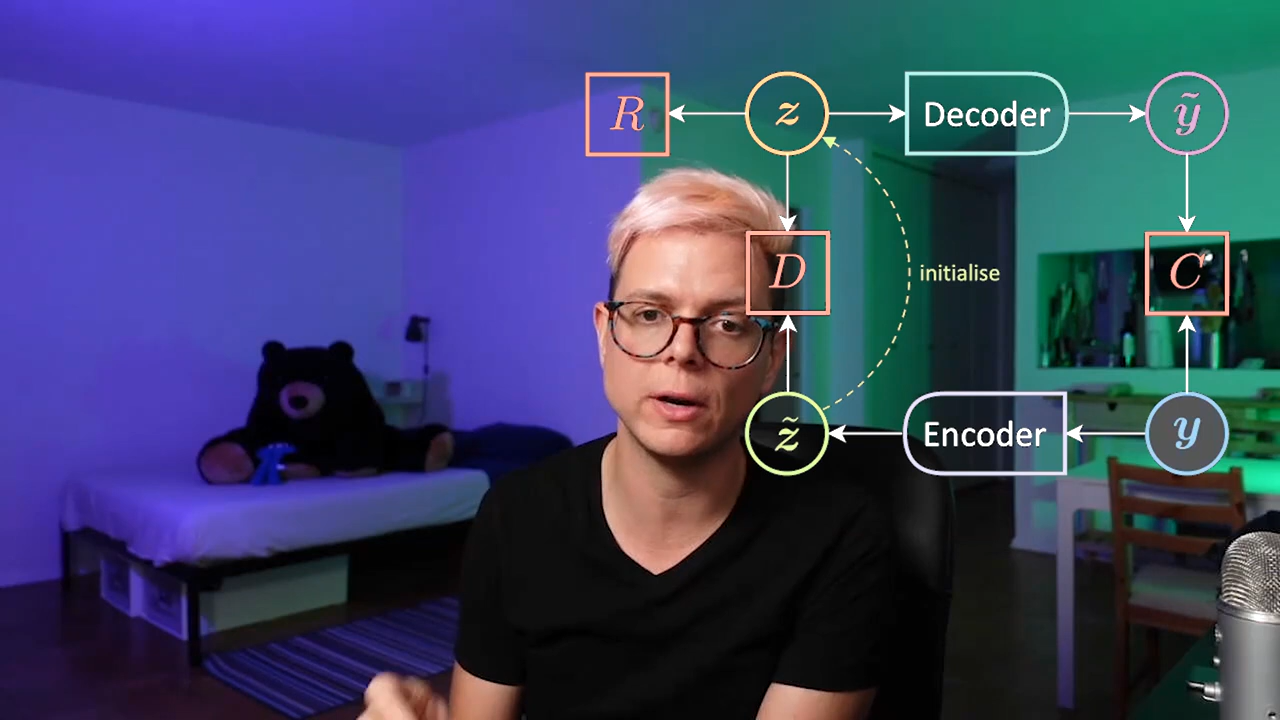 R z Decoder ỹ
D initialise C
z̃ Encoder y